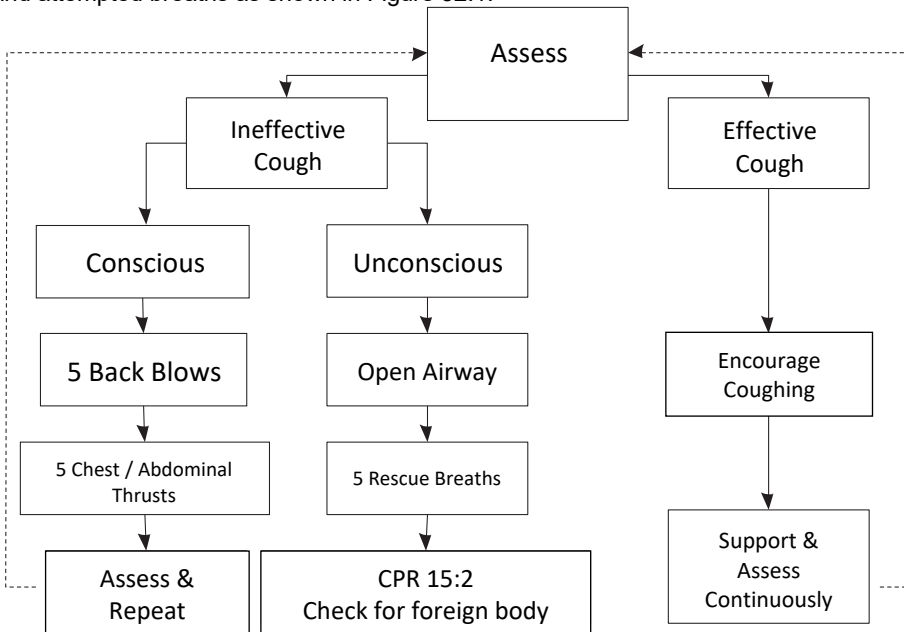 attempted breaths as shown in Figure
Assess
Ineffective
Cough
Effective
Cough
Conscious
Unconscious
5 Back Blows
Open Airway
Encourage
Coughing
5 Chest / Abdominal
Thrusts
5 Rescue Breaths
Assess &
Repeat
CPR 15:2
Check for foreign body
Support &
Assess
Continuously